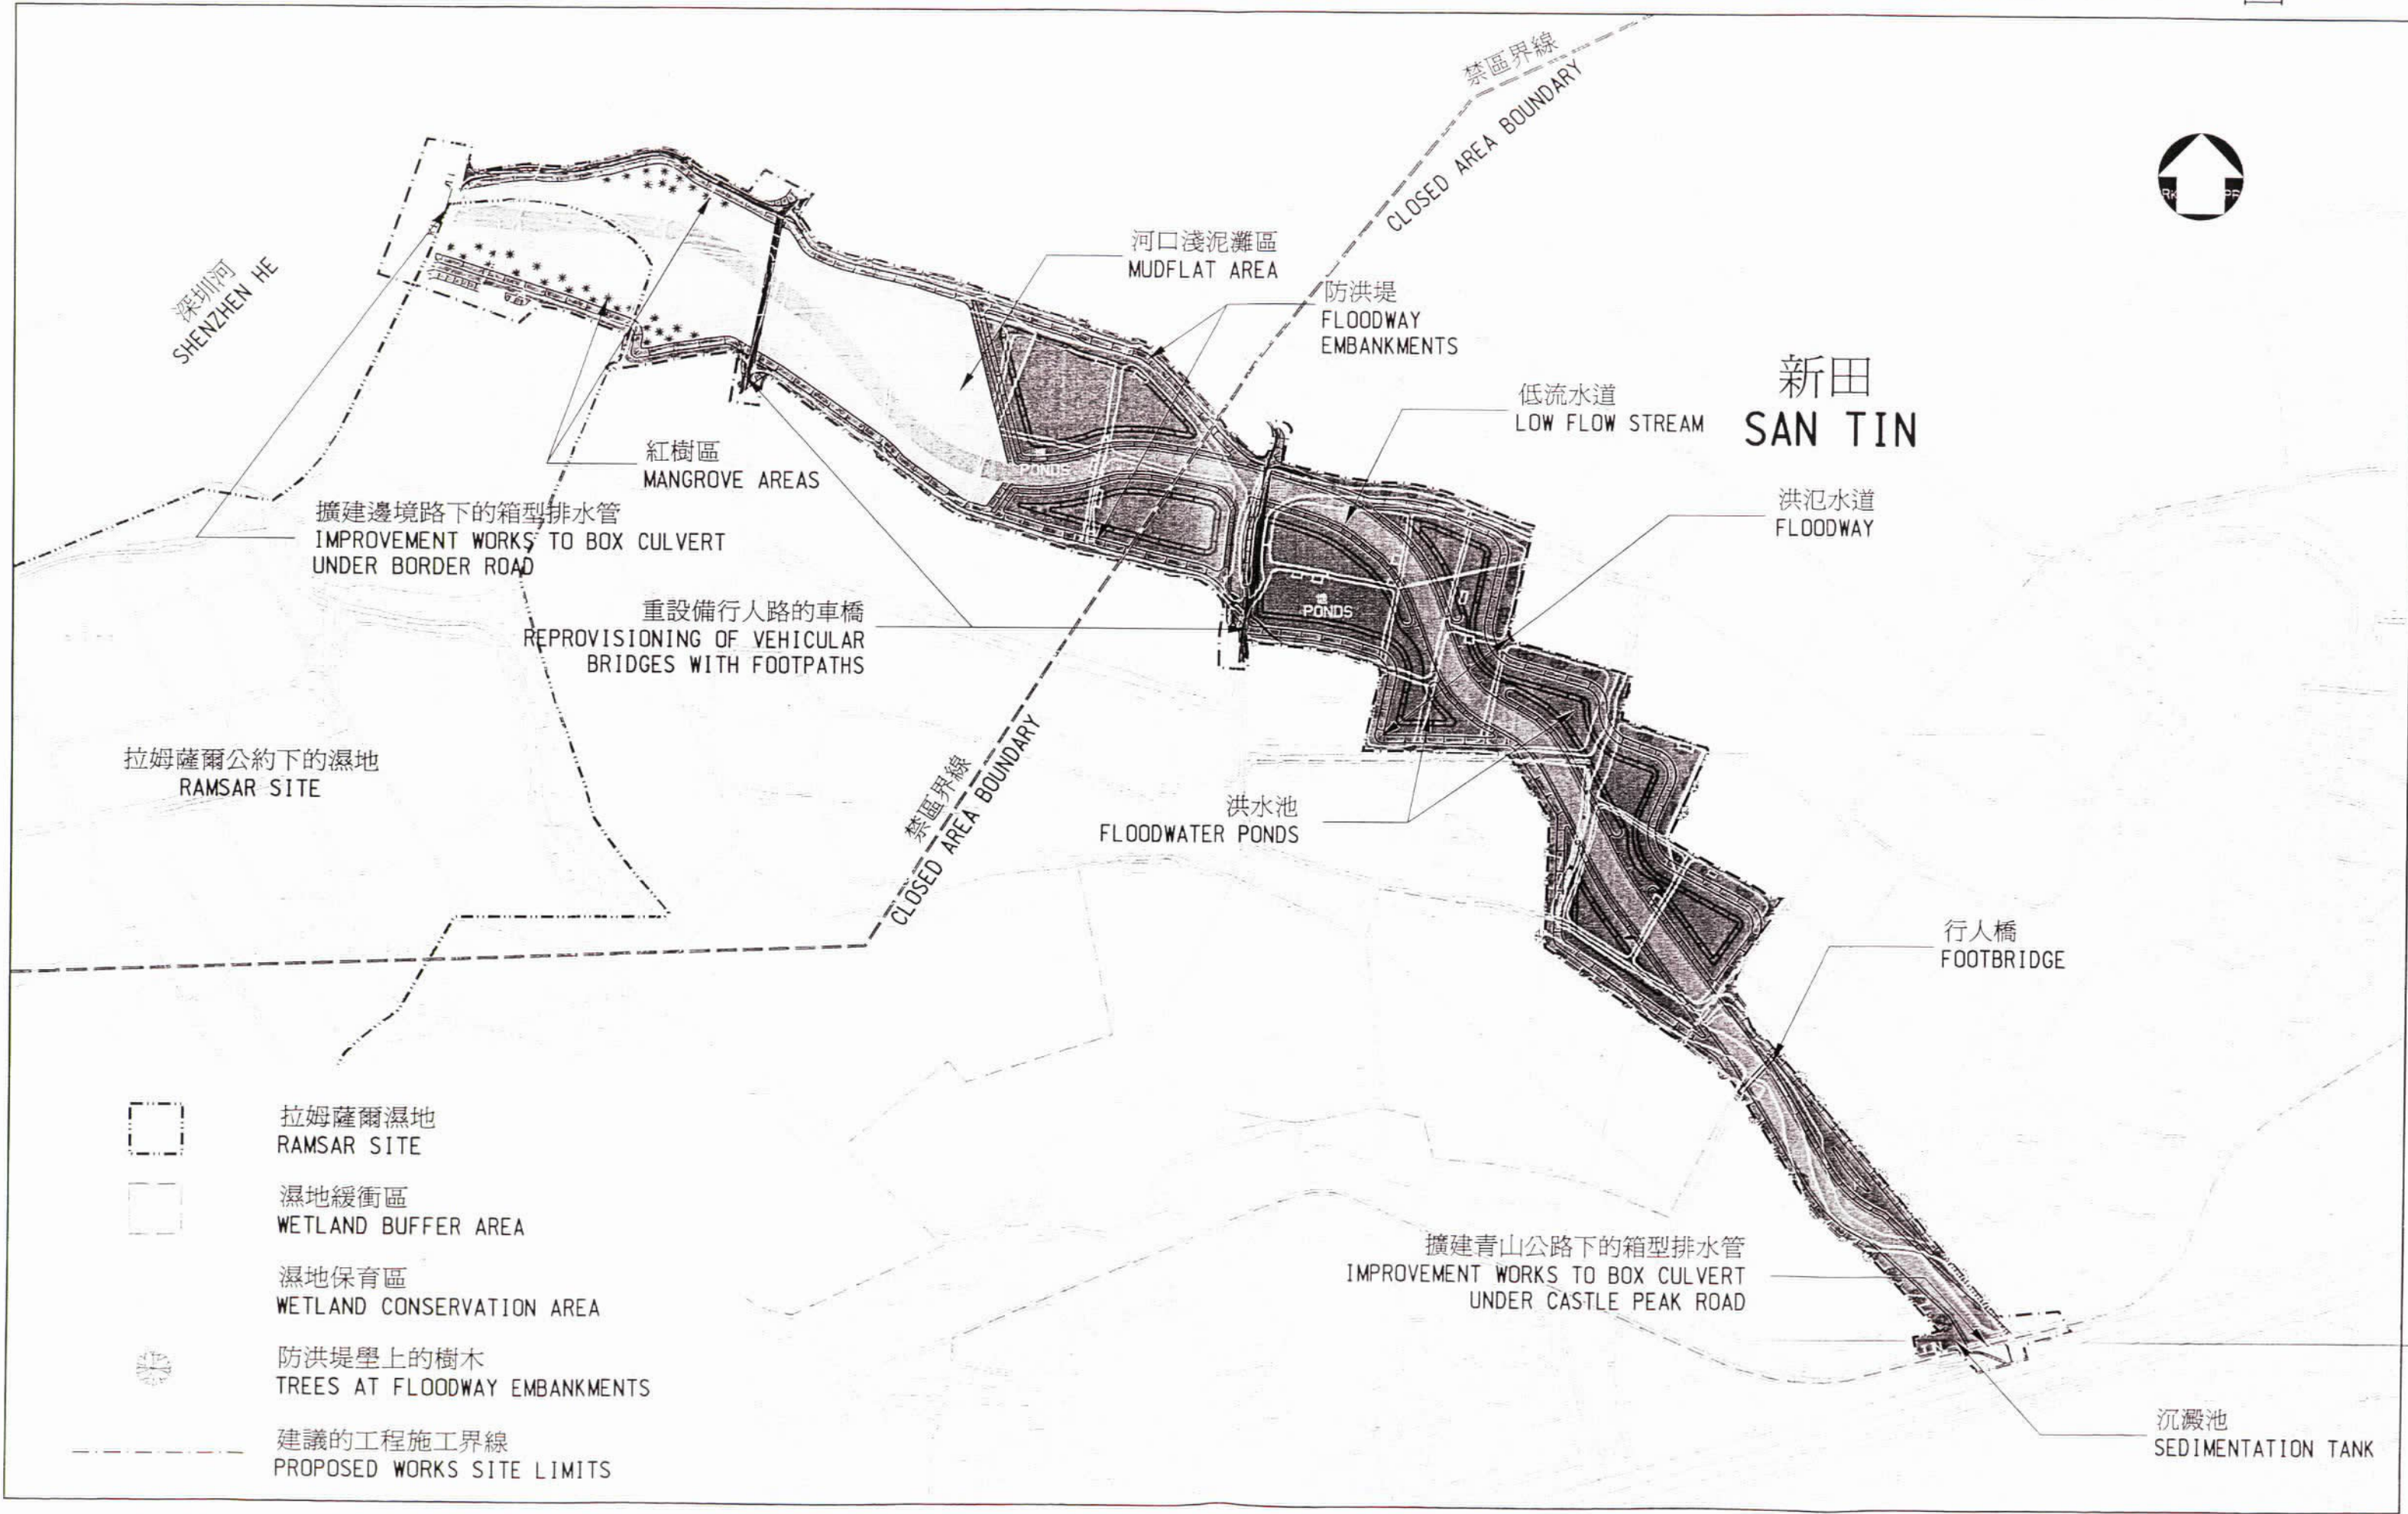 禁區界線
CLOSED AREA BOUNDARY
深圳河
SHENZHEN HE
河口淺泥灘區
MUDFLAT AREA
防洪堤
FLOODWAY
EMBANKMENTS
低流水道
LOW FLOW STREAM
新田
SAN TIN
紅樹區
MANGROVE AREAS
PONDS
洪氾水道
FLOODWAY
擴建邊境路下的箱型排水管
IMPROVEMENT WORKS TO BOX CULVERT
UNDER BORDER ROAD
重設備行人路的車橋
REPROVISIONING OF VEHICULAR
BRIDGES WITH FOOTPATHS
PONDS
拉姆薩爾公約下的濕地
RAMSAR SITE
禁區界線
CLOSED AREA BOUNDARY
洪水池
FLOODWATER PONDS
行人橋
FOOTBRIDGE
拉姆薩爾濕地
RAMSAR SITE
濕地緩衝區
WETLAND BUFFER AREA
濕地保育區
WETLAND CONSERVATION AREA
防洪堤壆上的樹木
TREES AT FLOODWAY EMBANKMENTS
建議的工程施工界線
PROPOSED WORKS SITE LIMITS
擴建青山公路下的箱型排水管
IMPROVEMENT WORKS TO BOX CULVERT
UNDER CASTLE PEAK ROAD
沉澱池
SEDIMENTATION TANK